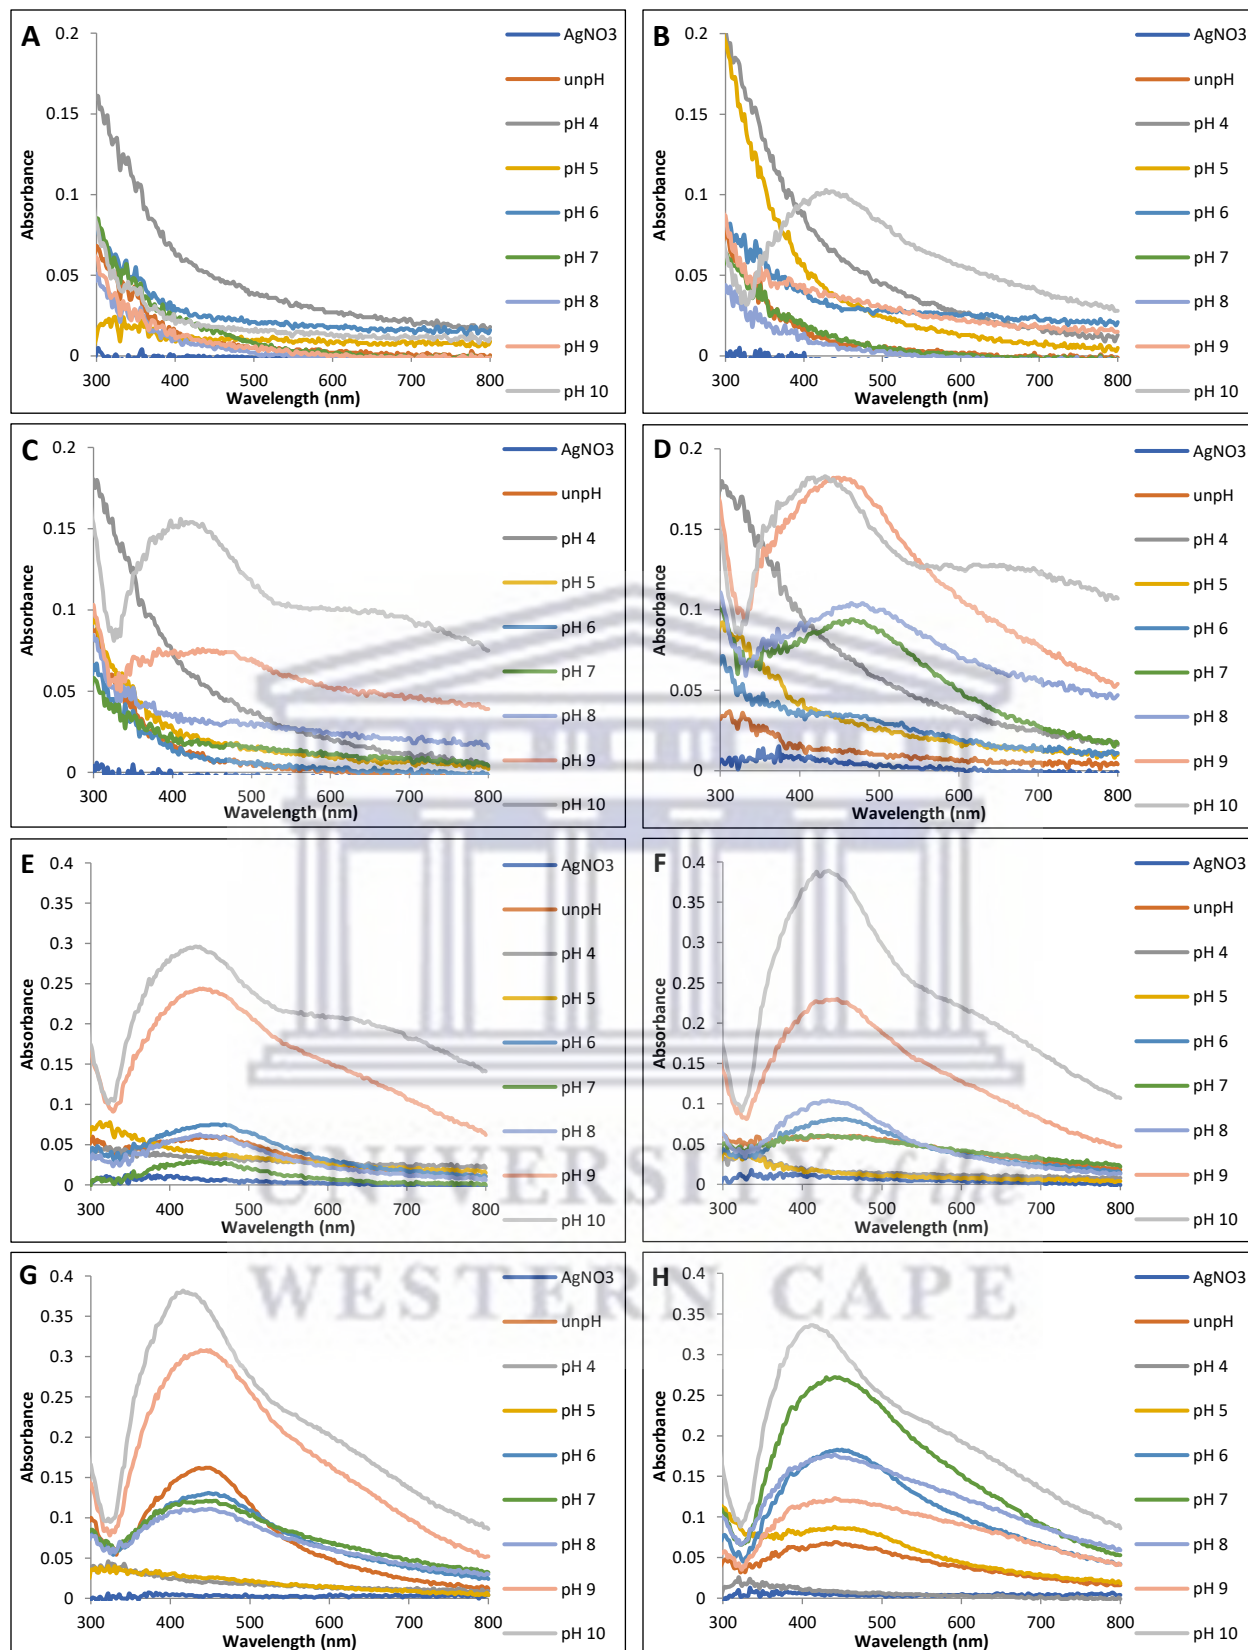 A
0.2
0.15
0.1
0.05
0
300 400 500 600 700 800
Absorbance
Wavelength (nm)
AgNO3
unpH
pH 4
pH 5
pH 6
pH 7
pH 8
pH 9
pH 10
B
0.2
0.15
0.1
0.05
0
300 400 500 600 700 800
Absorbance
Wavelength (nm)
AgNO3
unpH
pH 4
pH 5
pH 6
pH 7
pH 8
pH 9
pH 10
C
0.2
0.15
0.1
0.05
0
300 400 500 600 700 800
Absorbance
Wavelength (nm)
AgNO3
unpH
pH 4
pH 5
pH 6
pH 7
pH 8
pH 9
pH 10
D
0.2
0.15
0.1
0.05
0
300 400 500 600 700 800
Absorbance
Wavelength (nm)
AgNO3
unpH
pH 4
pH 5
pH 6
pH 7
pH 8
pH 9
pH 10
E
0.4
0.35
0.3
0.25
0.2
0.15
0.1
0.05
0
300 400 500 600 700 800
Absorbance
Wavelength (nm)
AgNO3
unpH
pH 4
pH 5
pH 6
pH 7
pH 8
pH 9
pH 10
F
0.4
0.35
0.3
0.25
0.2
0.15
0.1
0.05
0
300 400 500 600 700 800
Absorbance
Wavelength (nm)
AgNO3
unpH
pH 4
pH 5
pH 6
pH 7
pH 8
pH 9
pH 10
UNIVERSITY of the
WESTERN CAPE
G
0.4
0.35
0.3
0.25
0.2
0.15
0.1
0.05
0
300 400 500 600 700 800
Absorbance
Wavelength (nm)
AgNO3
unpH
pH 4
pH 5
pH 6
pH 7
pH 8
pH 9
pH 10
H
0.4
0.35
0.3
0.25
0.2
0.15
0.1
0.05
0
300 400 500 600 700 800
Absorbance
Wavelength (nm)
AgNO3
unpH
pH 4
pH 5
pH 6
pH 7
pH 8
pH 9
pH 10